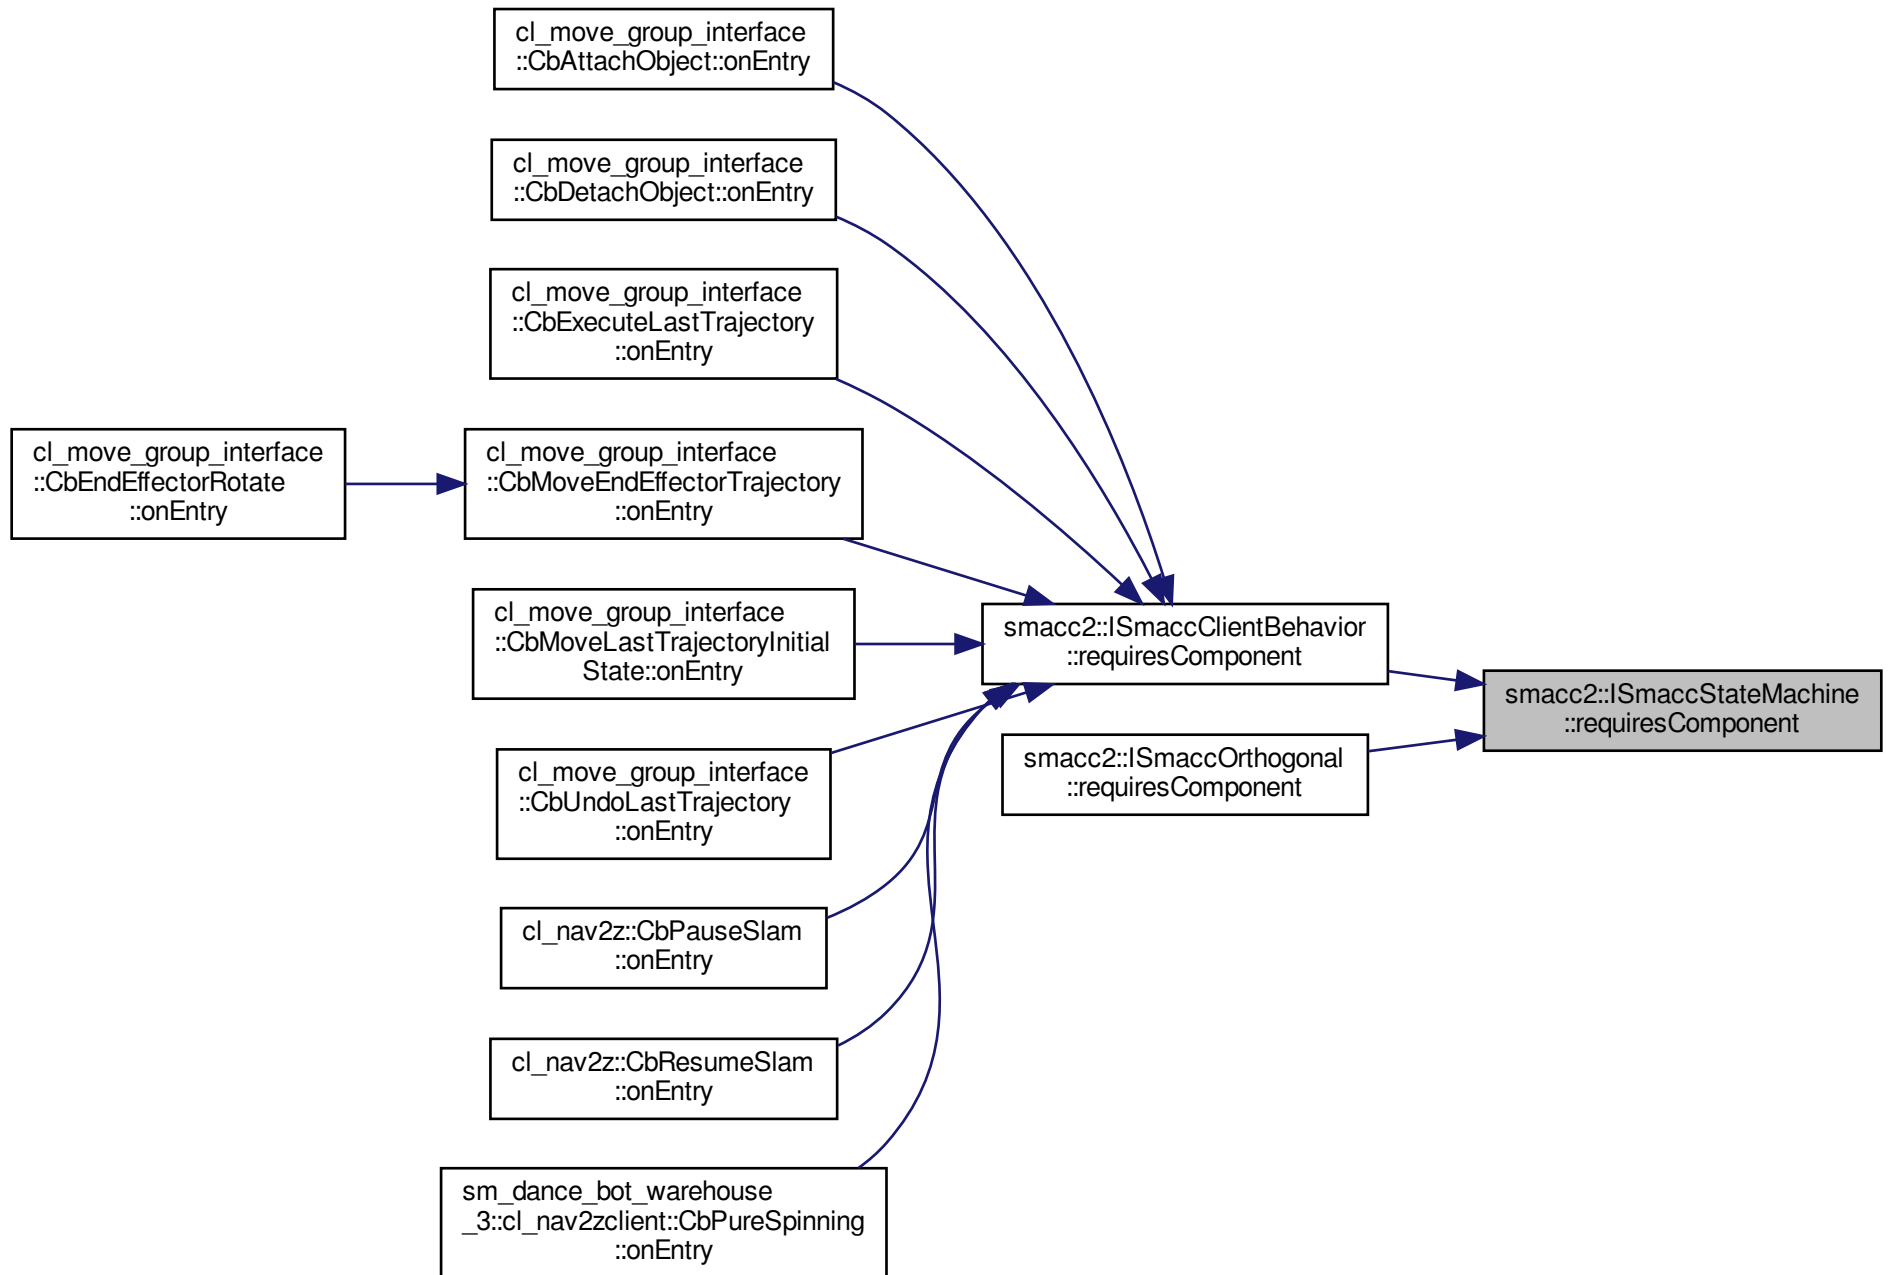 cl_move_group_interface
::CbAttachObject::onEntry
cl_move_group_interface
::CbDetachObject::onEntry
cl_move_group_interface
::CbExecuteLastTrajectory
::onEntry
cl_move_group_interface
::CbEndEffectorRotate
::onEntry
cl_move_group_interface
::CbMoveEndEffectorTrajectory
::onEntry
cl_move_group_interface
::CbMoveLastTrajectoryInitial
State::onEntry
smacc2::ISmaccClientBehavior
::requiresComponent
smacc2::ISmaccStateMachine
::requiresComponent
smacc2::ISmaccOrthogonal
::requiresComponent
cl_move_group_interface
::CbUndoLastTrajectory
::onEntry
cl_nav2z::CbPauseSlam
::onEntry
cl_nav2z::CbResumeSlam
::onEntry
sm_dance_bot_warehouse
_3::cl_nav2zclient::CbPureSpinning
::onEntry